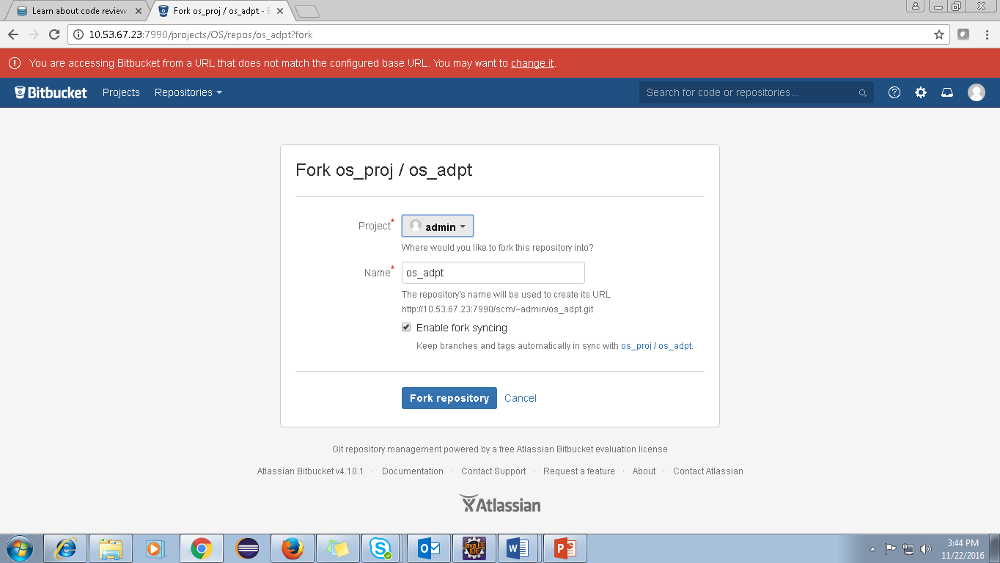 Learn about code review
Fork os_proj / os_adpt -
10.53.67.23:7990/projects/OS/repos/os_adpt?fork
You are accessing Bitbucket from a URL that does not match the configured base URL. You may want to change it.
Bitbucket Projects Repositories Search for code or repositories...
Fork os_proj / os_adpt
Project* admin
Where would you like to fork this repository into?
Name* os_adpt
The repository's name will be used to create its URL
http://10.53.67.23:7990/scm/~admin/os_adpt.git
Enable fork syncing
Keep branches and tags automatically in sync with os_proj / os_adpt.
Fork repository Cancel
Git repository management powered by a free Atlassian Bitbucket evaluation license
Atlassian Bitbucket v4.10.1 · Documentation · Contact Support · Request a feature · About · Contact Atlassian
Atlassian
Java EE
IDE
3:44 PM
11/22/2016